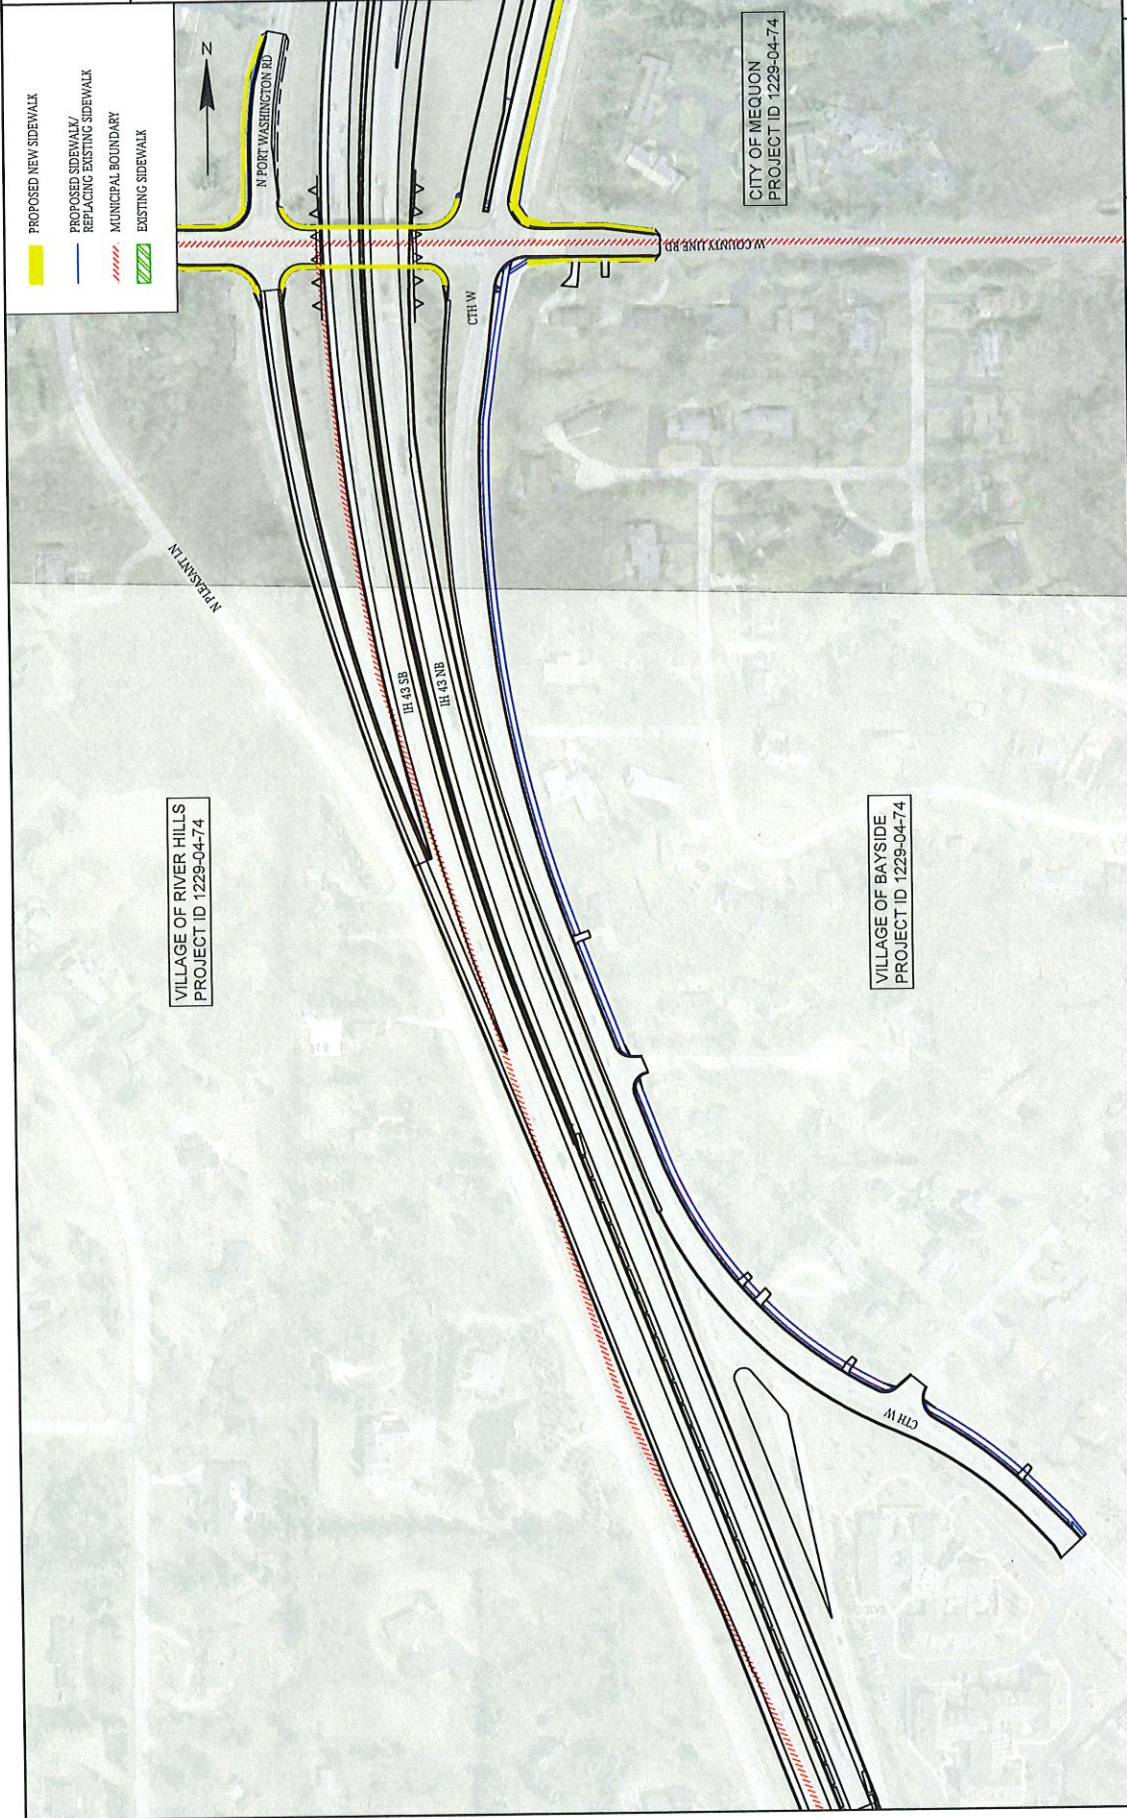 PROPOSED NEW SIDEWALK
PROPOSED SIDEWALK/
REPLACING EXISTING SIDEWALK
MUNICIPAL BOUNDARY
EXISTING SIDEWALK
N
N PORT WASHINGTON RD
CITY OF MEQUON
PROJECT ID 1229-04-74
W COUNTY LINE RD
CTH W
N PLEASANT LN
IH 43 SB
IH 43 NB
VILLAGE OF RIVER HILLS
PROJECT ID 1229-04-74
VILLAGE OF BAYSIDE
PROJECT ID 1229-04-74
CTH W